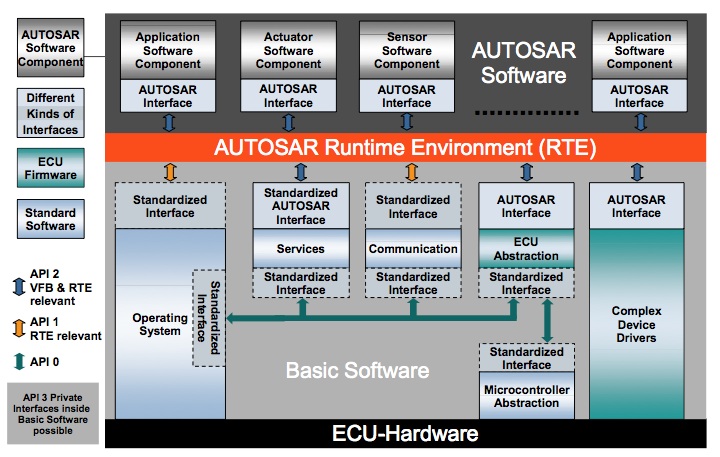 AUTOSAR
Software
Component
Different
Kinds of
Interfaces
ECU
Firmware
Standard
Software
API 2
VFB & RTE
relevant
API 1
RTE relevant
API 0
API 3 Private
Interfaces inside
Basic Software
possible
Application
Software
Component
AUTOSAR
Interface
Actuator
Software
Component
AUTOSAR
Interface
Sensor
Software
Component
AUTOSAR
Interface
AUTOSAR
Software
Application
Software
Component
AUTOSAR
Interface
AUTOSAR Runtime Environment (RTE)
Standardized
Interface
Operating
System
Standardized
Interface
Standardized
AUTOSAR
Interface
Services
Standardized
Interface
Standardized
Interface
Communication
Standardized
Interface
AUTOSAR
Interface
ECU
Abstraction
Standardized
Interface
Standardized
Interface
Microcontroller
Abstraction
AUTOSAR
Interface
Complex
Device
Drivers
Basic Software
ECU-Hardware